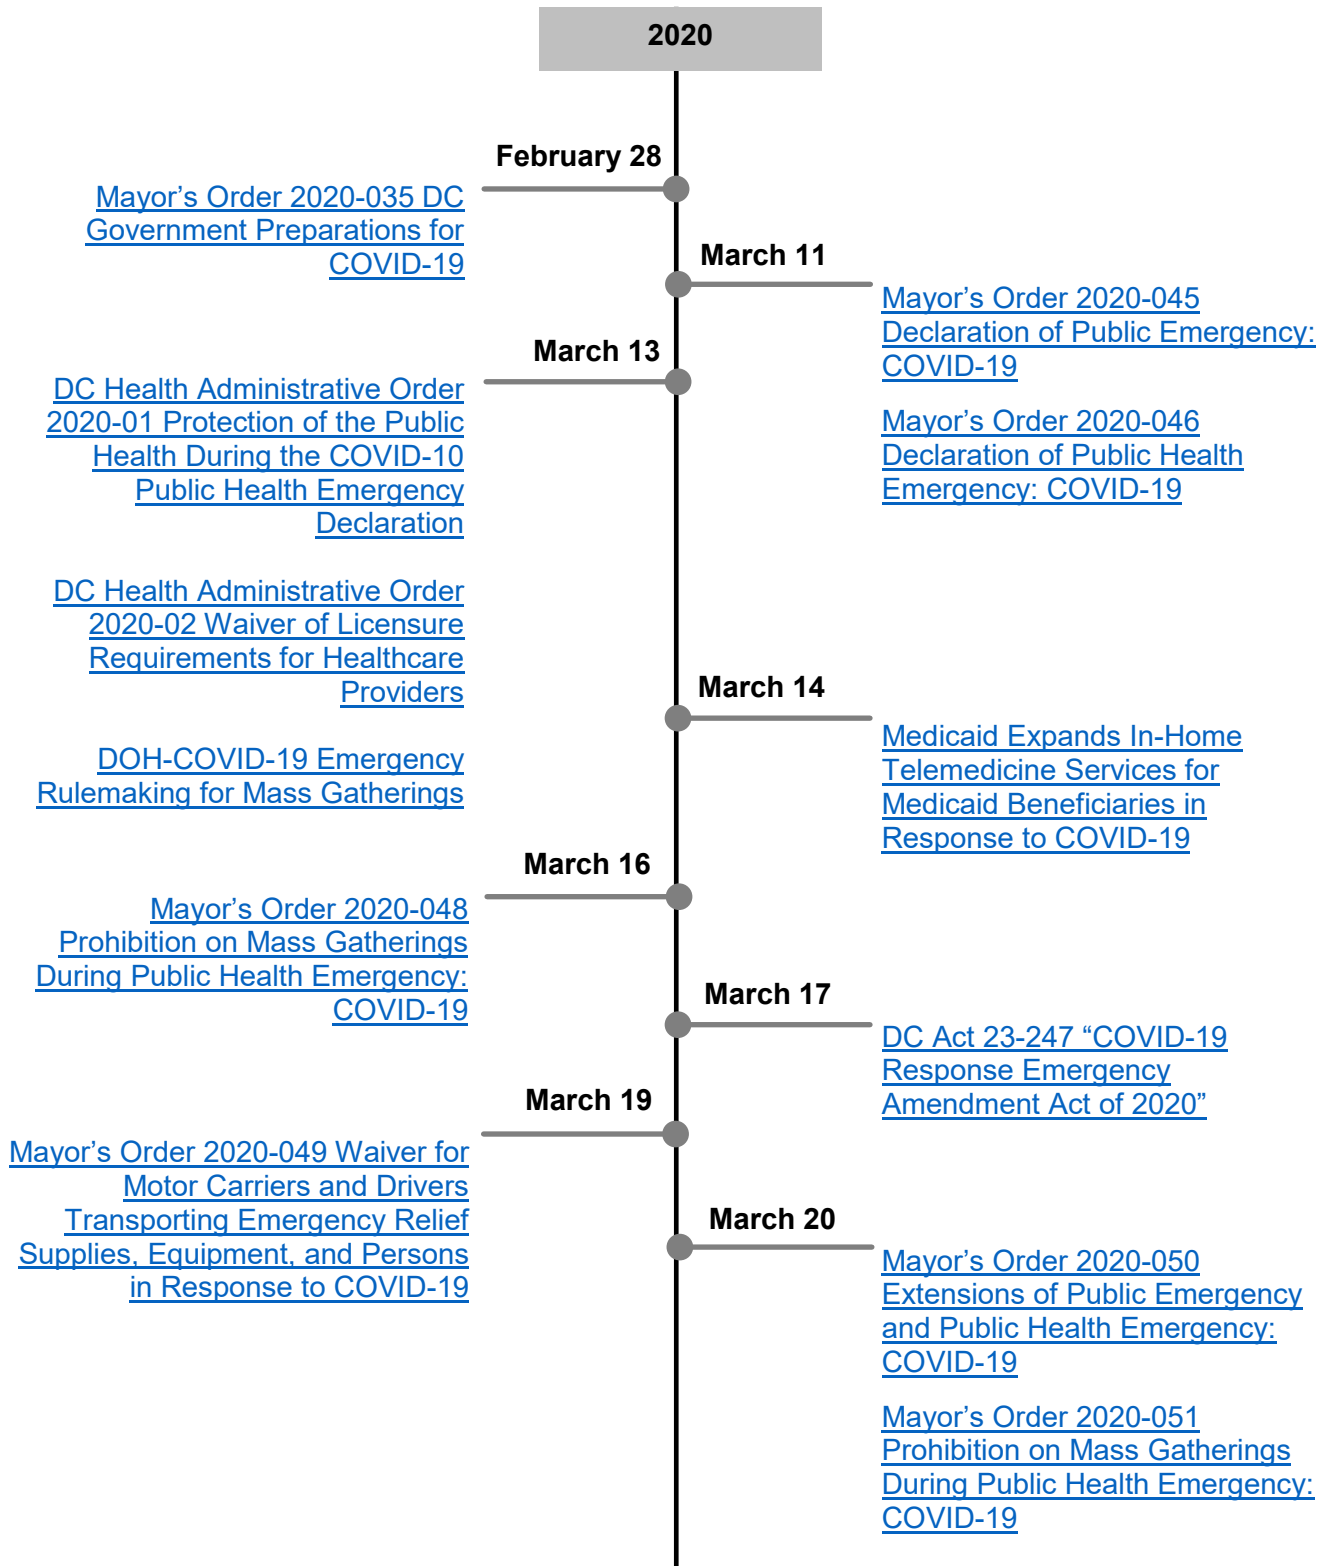 2020
February 28
Mayor’s Order 2020-035 DC
Government Preparations for
COVID-19
March 11
Mayor’s Order 2020-045
Declaration of Public Emergency:
COVID-19
Mayor’s Order 2020-046
Declaration of Public Health
Emergency: COVID-19
March 13
DC Health Administrative Order
2020-01 Protection of the Public
Health During the COVID-10
Public Health Emergency
Declaration
DC Health Administrative Order
2020-02 Waiver of Licensure
Requirements for Healthcare
Providers
DOH-COVID-19 Emergency
Rulemaking for Mass Gatherings
March 14
Medicaid Expands In-Home
Telemedicine Services for
Medicaid Beneficiaries in
Response to COVID-19
March 16
Mayor’s Order 2020-048
Prohibition on Mass Gatherings
During Public Health Emergency:
COVID-19
March 17
DC Act 23-247 “COVID-19
Response Emergency
Amendment Act of 2020”
March 19
Mayor’s Order 2020-049 Waiver for
Motor Carriers and Drivers
Transporting Emergency Relief
Supplies, Equipment, and Persons
in Response to COVID-19
March 20
Mayor’s Order 2020-050
Extensions of Public Emergency
and Public Health Emergency:
COVID-19
Mayor’s Order 2020-051
Prohibition on Mass Gatherings
During Public Health Emergency:
COVID-19